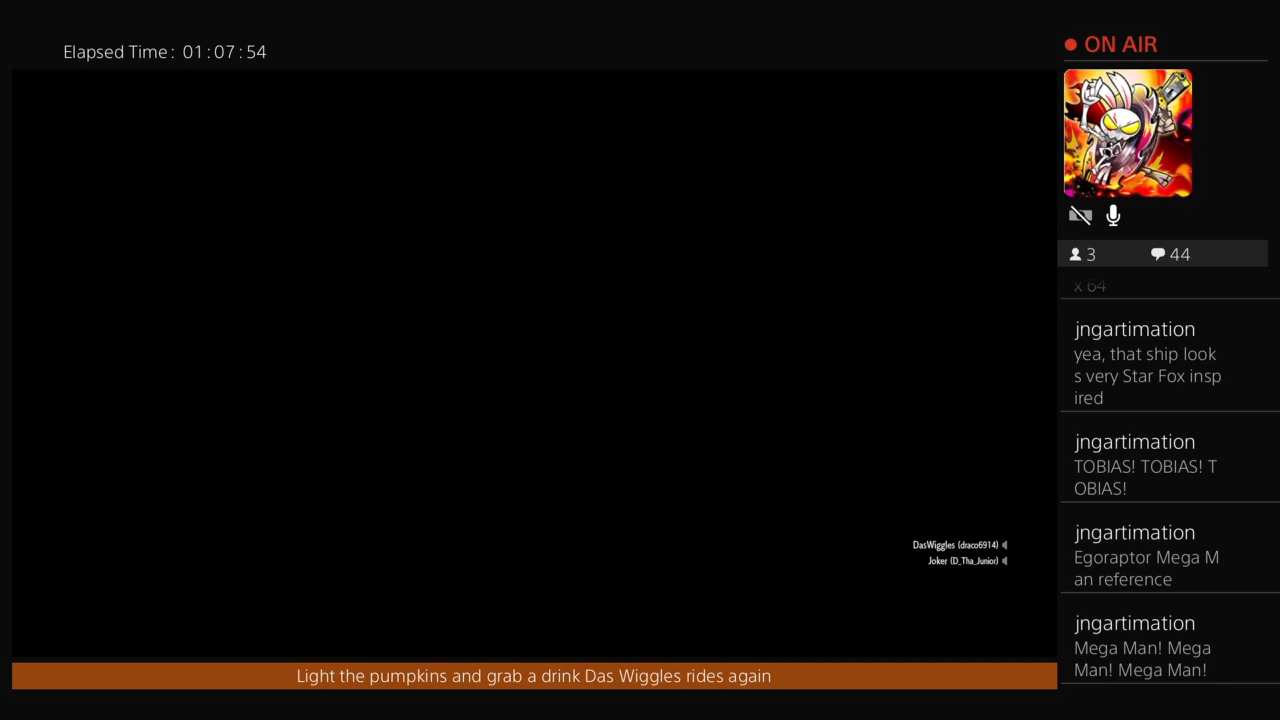 Elapsed Time: 01:07:54
ON AIR
3 44
x 64
jngartimation
yea, that ship look
s very Star Fox insp
ired
jngartimation
TOBIAS! TOBIAS! T
OBIAS!
jngartimation
Egoraptor Mega M
an reference
jngartimation
Mega Man! Mega
Man! Mega Man!
DasWiggles (draco6914)
Joker (D_Tha_Junior)
Light the pumpkins and grab a drink Das Wiggles rides again